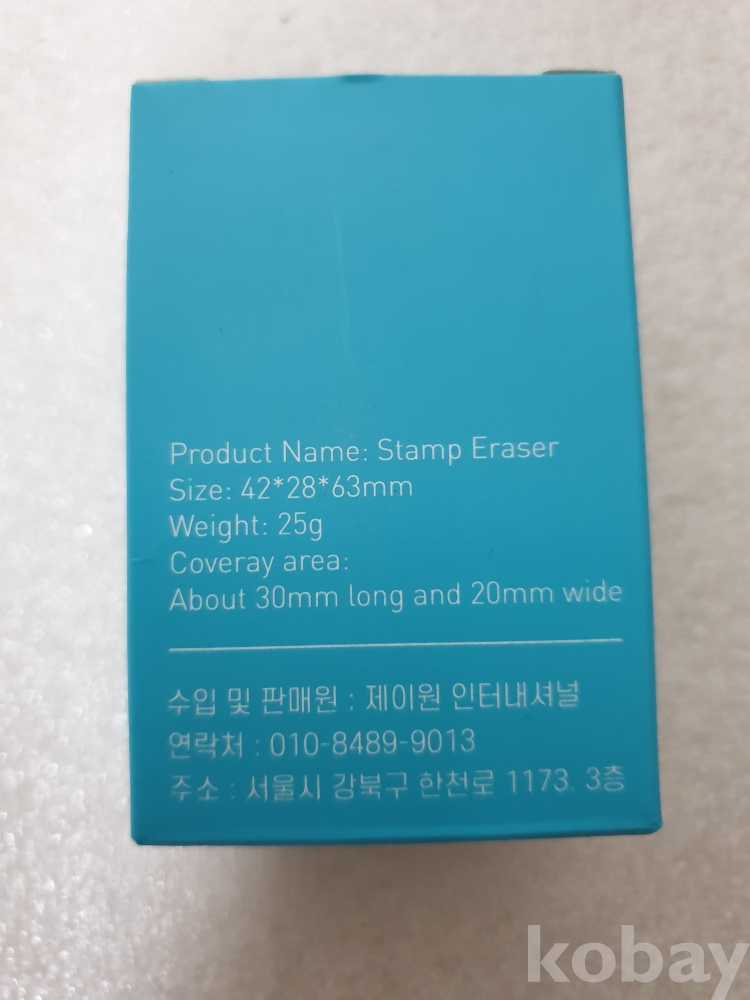 Product Name: Stamp Eraser
Size: 42*28*63mm
Weight: 25g
Coveray area:
About 30mm long and 20mm wide
수입 및 판매원 : 제이원 인터내셔널
연락처 : 010-8489-9013
주소 : 서울시 강북구 한천로 1173. 3층
kobay